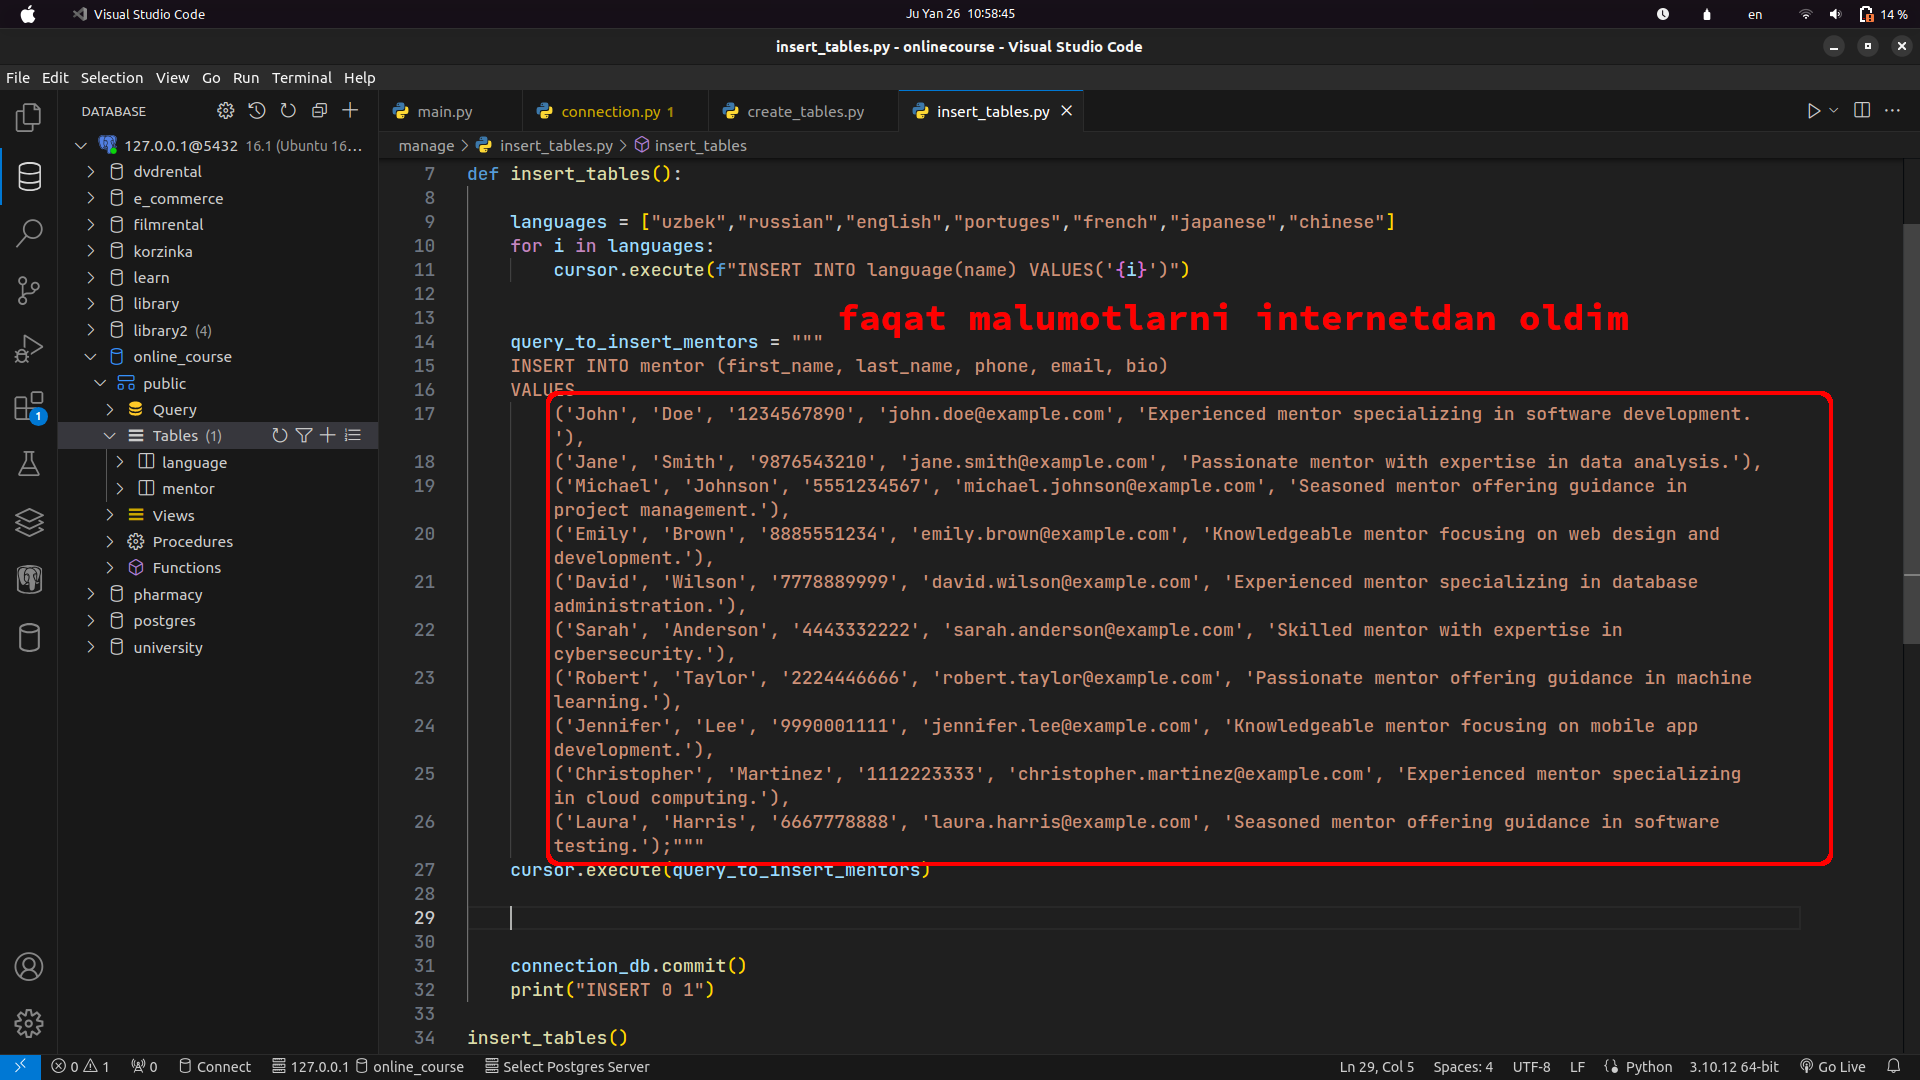 Visual Studio Code
Ju Yan 26 10:58:45
en
14 %
insert_tables.py - onlinecourse - Visual Studio Code
File Edit Selection View Go Run Terminal Help
DATABASE
main.py
connection.py 1
create_tables.py
insert_tables.py
manage > insert_tables.py > insert_tables
127.0.0.1@5432 16.1 (Ubuntu 16...
dvdrental
e_commerce
filmrental
korzinka
learn
library
library2 (4)
online_course
public
Query
Tables (1)
language
mentor
Views
Procedures
Functions
pharmacy
postgres
university
1
7 def insert_tables():
8
9 languages = ["uzbek","russian","english","portuges","french","japanese","chinese"]
10 for i in languages:
11 cursor.execute(f"INSERT INTO language(name) VALUES('{i}')")
12
faqat malumotlarni internetdan oldim
13
14 query_to_insert_mentors = """
15 INSERT INTO mentor (first_name, last_name, phone, email, bio)
16 VALUES
17 ('John', 'Doe', '1234567890', 'john.doe@example.com', 'Experienced mentor specializing in software development.
'),
18 ('Jane', 'Smith', '9876543210', 'jane.smith@example.com', 'Passionate mentor with expertise in data analysis.'),
19 ('Michael', 'Johnson', '5551234567', 'michael.johnson@example.com', 'Seasoned mentor offering guidance in
project management.'),
20 ('Emily', 'Brown', '8885551234', 'emily.brown@example.com', 'Knowledgeable mentor focusing on web design and
development.'),
21 ('David', 'Wilson', '7778889999', 'david.wilson@example.com', 'Experienced mentor specializing in database
administration.'),
22 ('Sarah', 'Anderson', '4443332222', 'sarah.anderson@example.com', 'Skilled mentor with expertise in
cybersecurity.'),
23 ('Robert', 'Taylor', '2224446666', 'robert.taylor@example.com', 'Passionate mentor offering guidance in machine
learning.'),
24 ('Jennifer', 'Lee', '9990001111', 'jennifer.lee@example.com', 'Knowledgeable mentor focusing on mobile app
development.'),
25 ('Christopher', 'Martinez', '1112223333', 'christopher.martinez@example.com', 'Experienced mentor specializing
in cloud computing.'),
26 ('Laura', 'Harris', '6667778888', 'laura.harris@example.com', 'Seasoned mentor offering guidance in software
testing.');"""
27 cursor.execute(query_to_insert_mentors)
28
29
30
31 connection_db.commit()
32 print("INSERT 0 1")
33
34 insert_tables()
0 1 0 Connect 127.0.0.1 online_course Select Postgres Server
Ln 29, Col 5 Spaces: 4 UTF-8 LF Python 3.10.12 64-bit Go Live